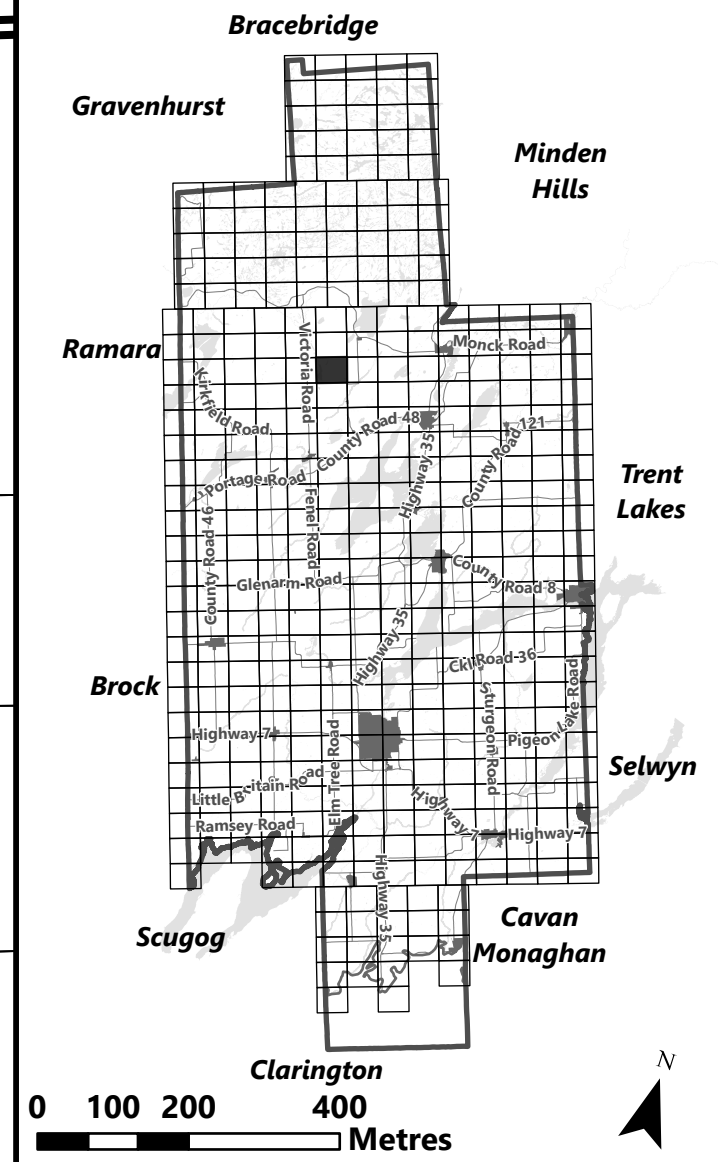 Bracebridge
Gravenhurst
Minden
Hills
Ramara
Monck Road
Victoria Road
Kirkfield Road
County Road 48
121
County Road
Highway 35
Portage Road
Trent
Lakes
Fenel Road
County Road 46
Glenarm Road
County Road 8
Highway 35
Ckl Road 36
Brock
Sturgeon Road
Pigeon Lake Road
Highway 7
Elm Tree Road
Selwyn
Little Britain Road
Highway 7
Ramsey Road
Highway 7
Highway 35
Scugog
Cavan
Monaghan
Clarington
N
0 100 200 400
Metres